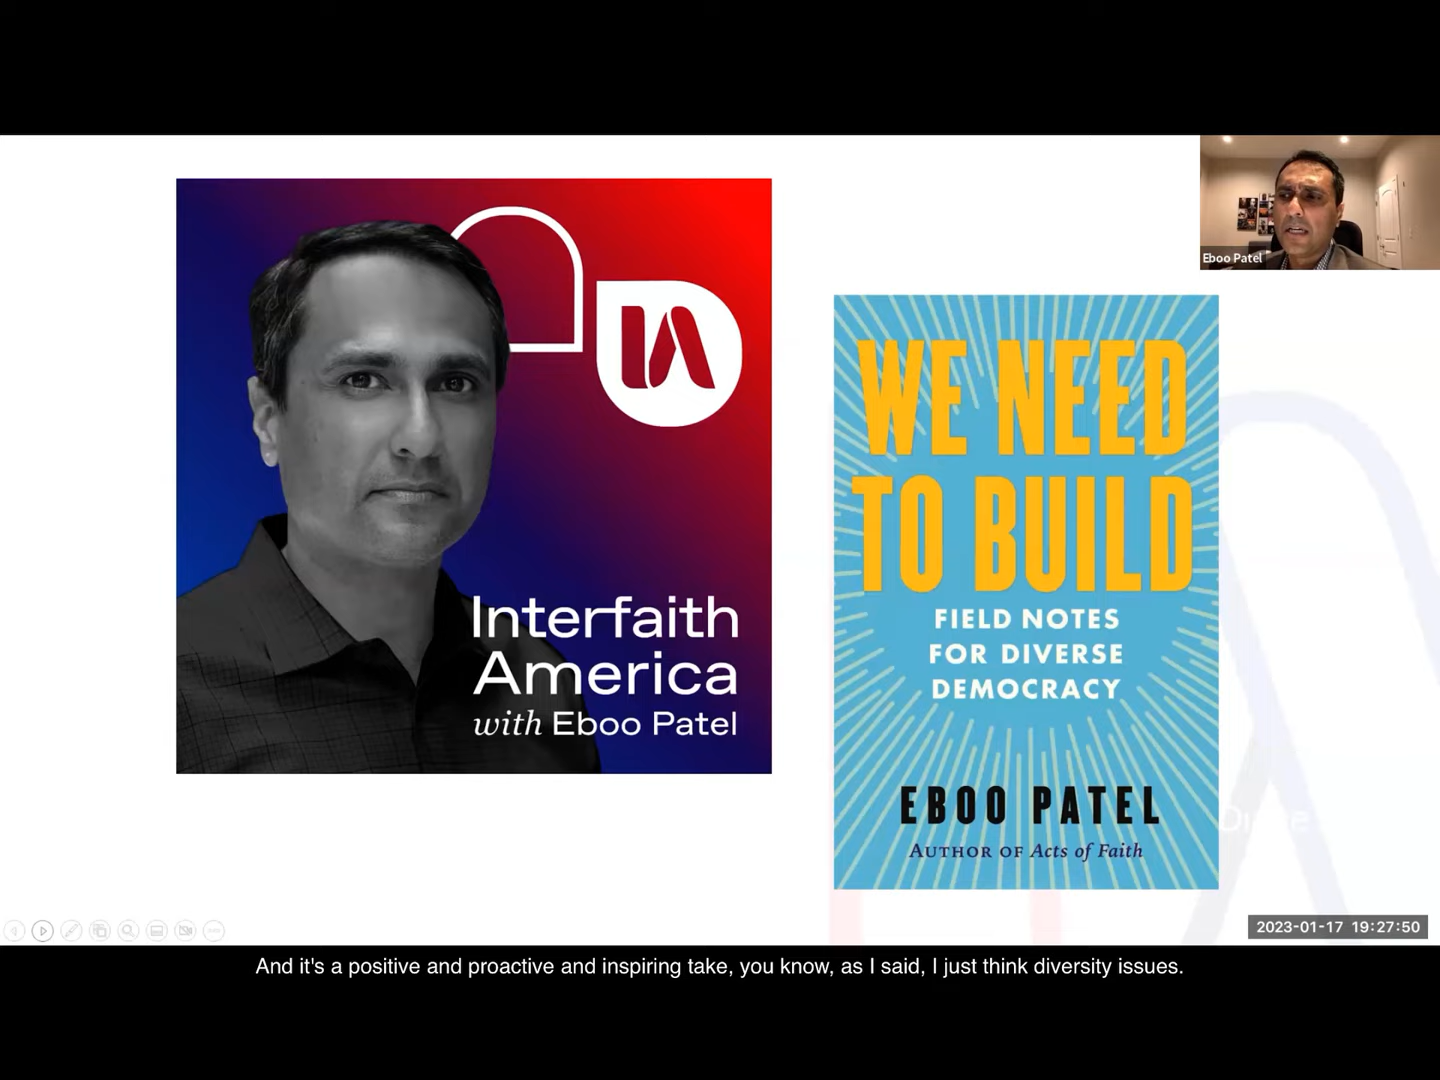 Eboo Patel
IA
Interfaith
America
with Eboo Patel
WE NEED
TO BUILD
FIELD NOTES
FOR DIVERSE
DEMOCRACY
EBOO PATEL
AUTHOR OF Acts of Faith
2023-01-17 19:27:50
And it's a positive and proactive and inspiring take, you know, as I said, I just think diversity issues.